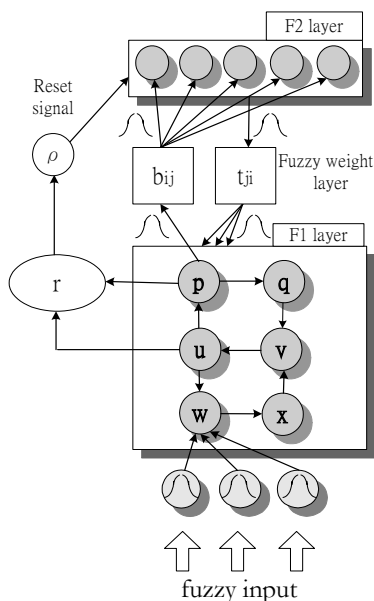 F2 layer
Reset
signal
ρ
bij
tji
Fuzzy weight
layer
F1 layer
r
p
q
u
v
w
x
fuzzy input